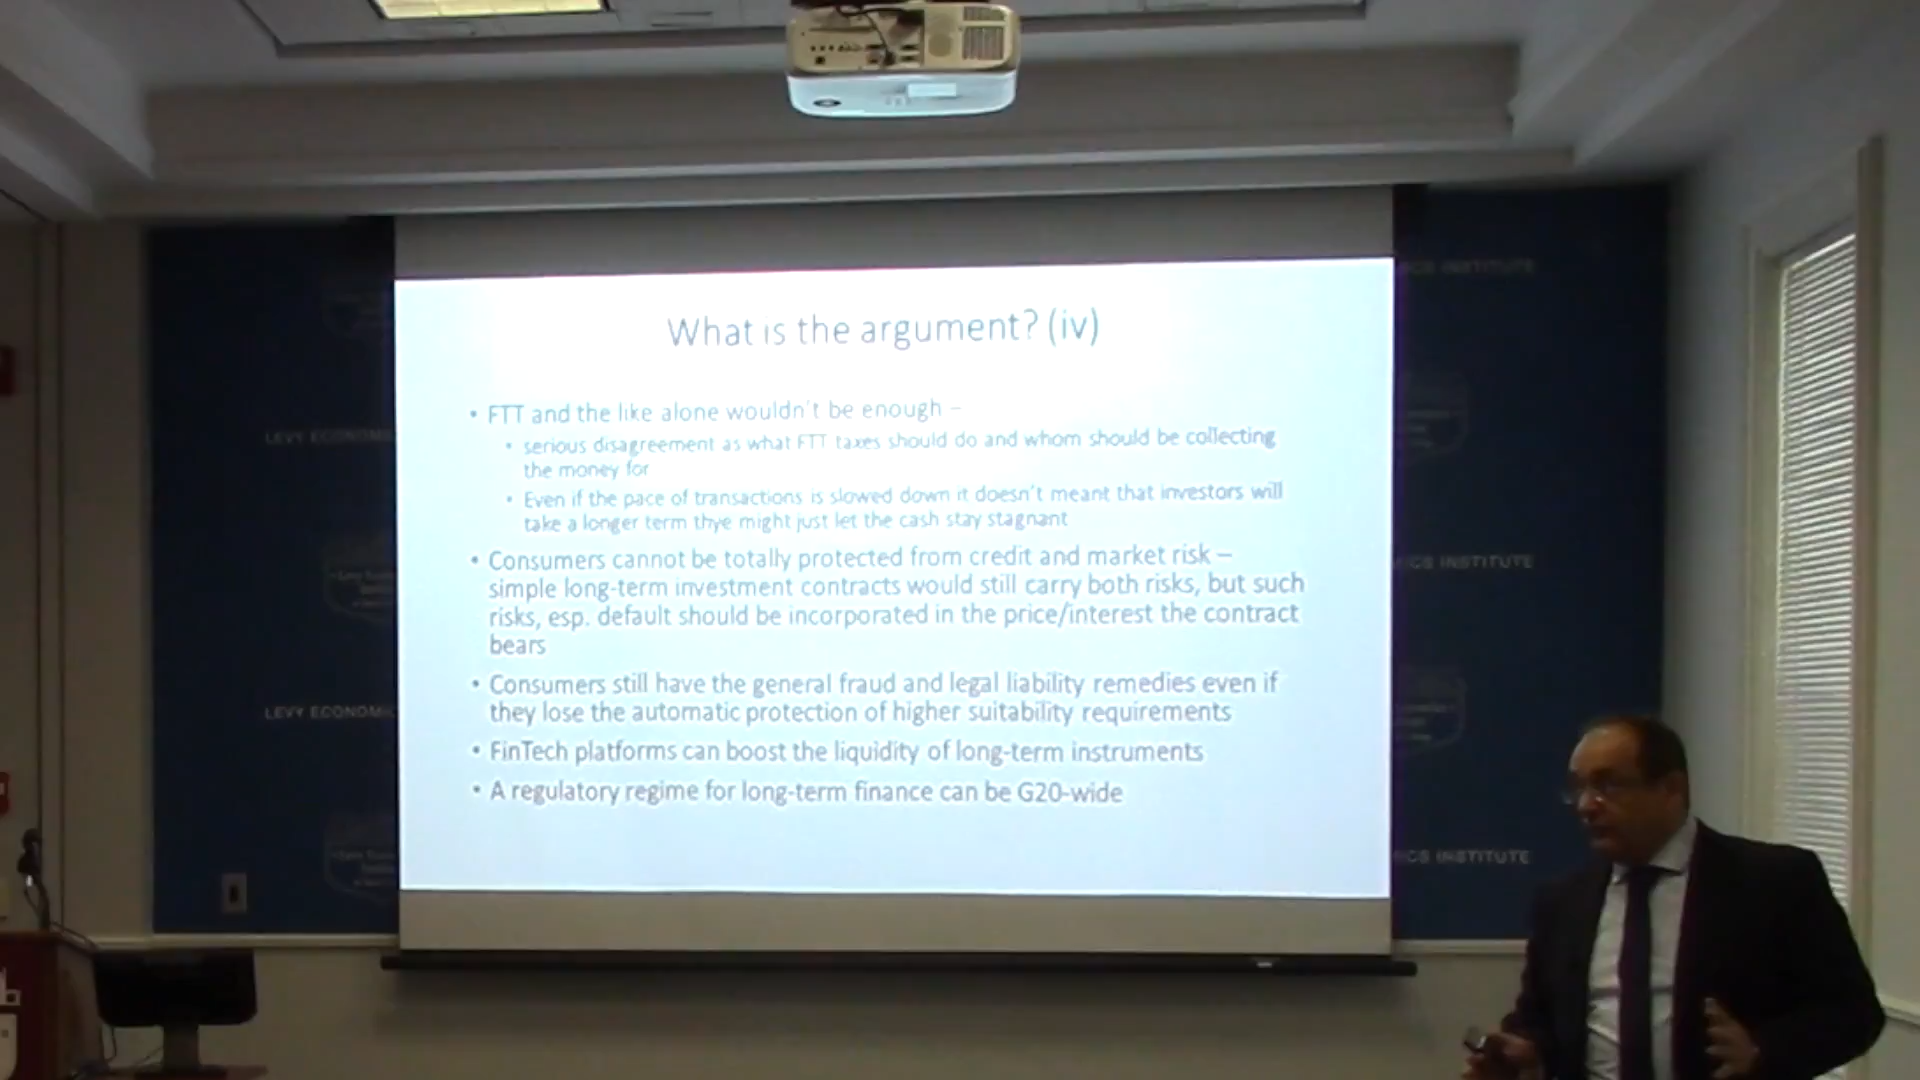 What is the argument? (iv)
• FTT and the like alone wouldn't be enough –
• serious disagreement as what FTT taxes should do and whom should be collecting
the money for
• Even if the pace of transactions is slowed down it doesn't meant that investors will
take a longer term thye might just let the cash stay stagnant
• Consumers cannot be totally protected from credit and market risk –
simple long-term investment contracts would still carry both risks, but such
risks, esp. default should be incorporated in the price/interest the contract
bears
• Consumers still have the general fraud and legal liability remedies even if
they lose the automatic protection of higher suitability requirements
• FinTech platforms can boost the liquidity of long-term instruments
• A regulatory regime for long-term finance can be G20-wide
ICS INSTITUTE
LEVY ECONOM
ICS INSTITUTE
LEVY ECONOM
ICS INSTITUTE